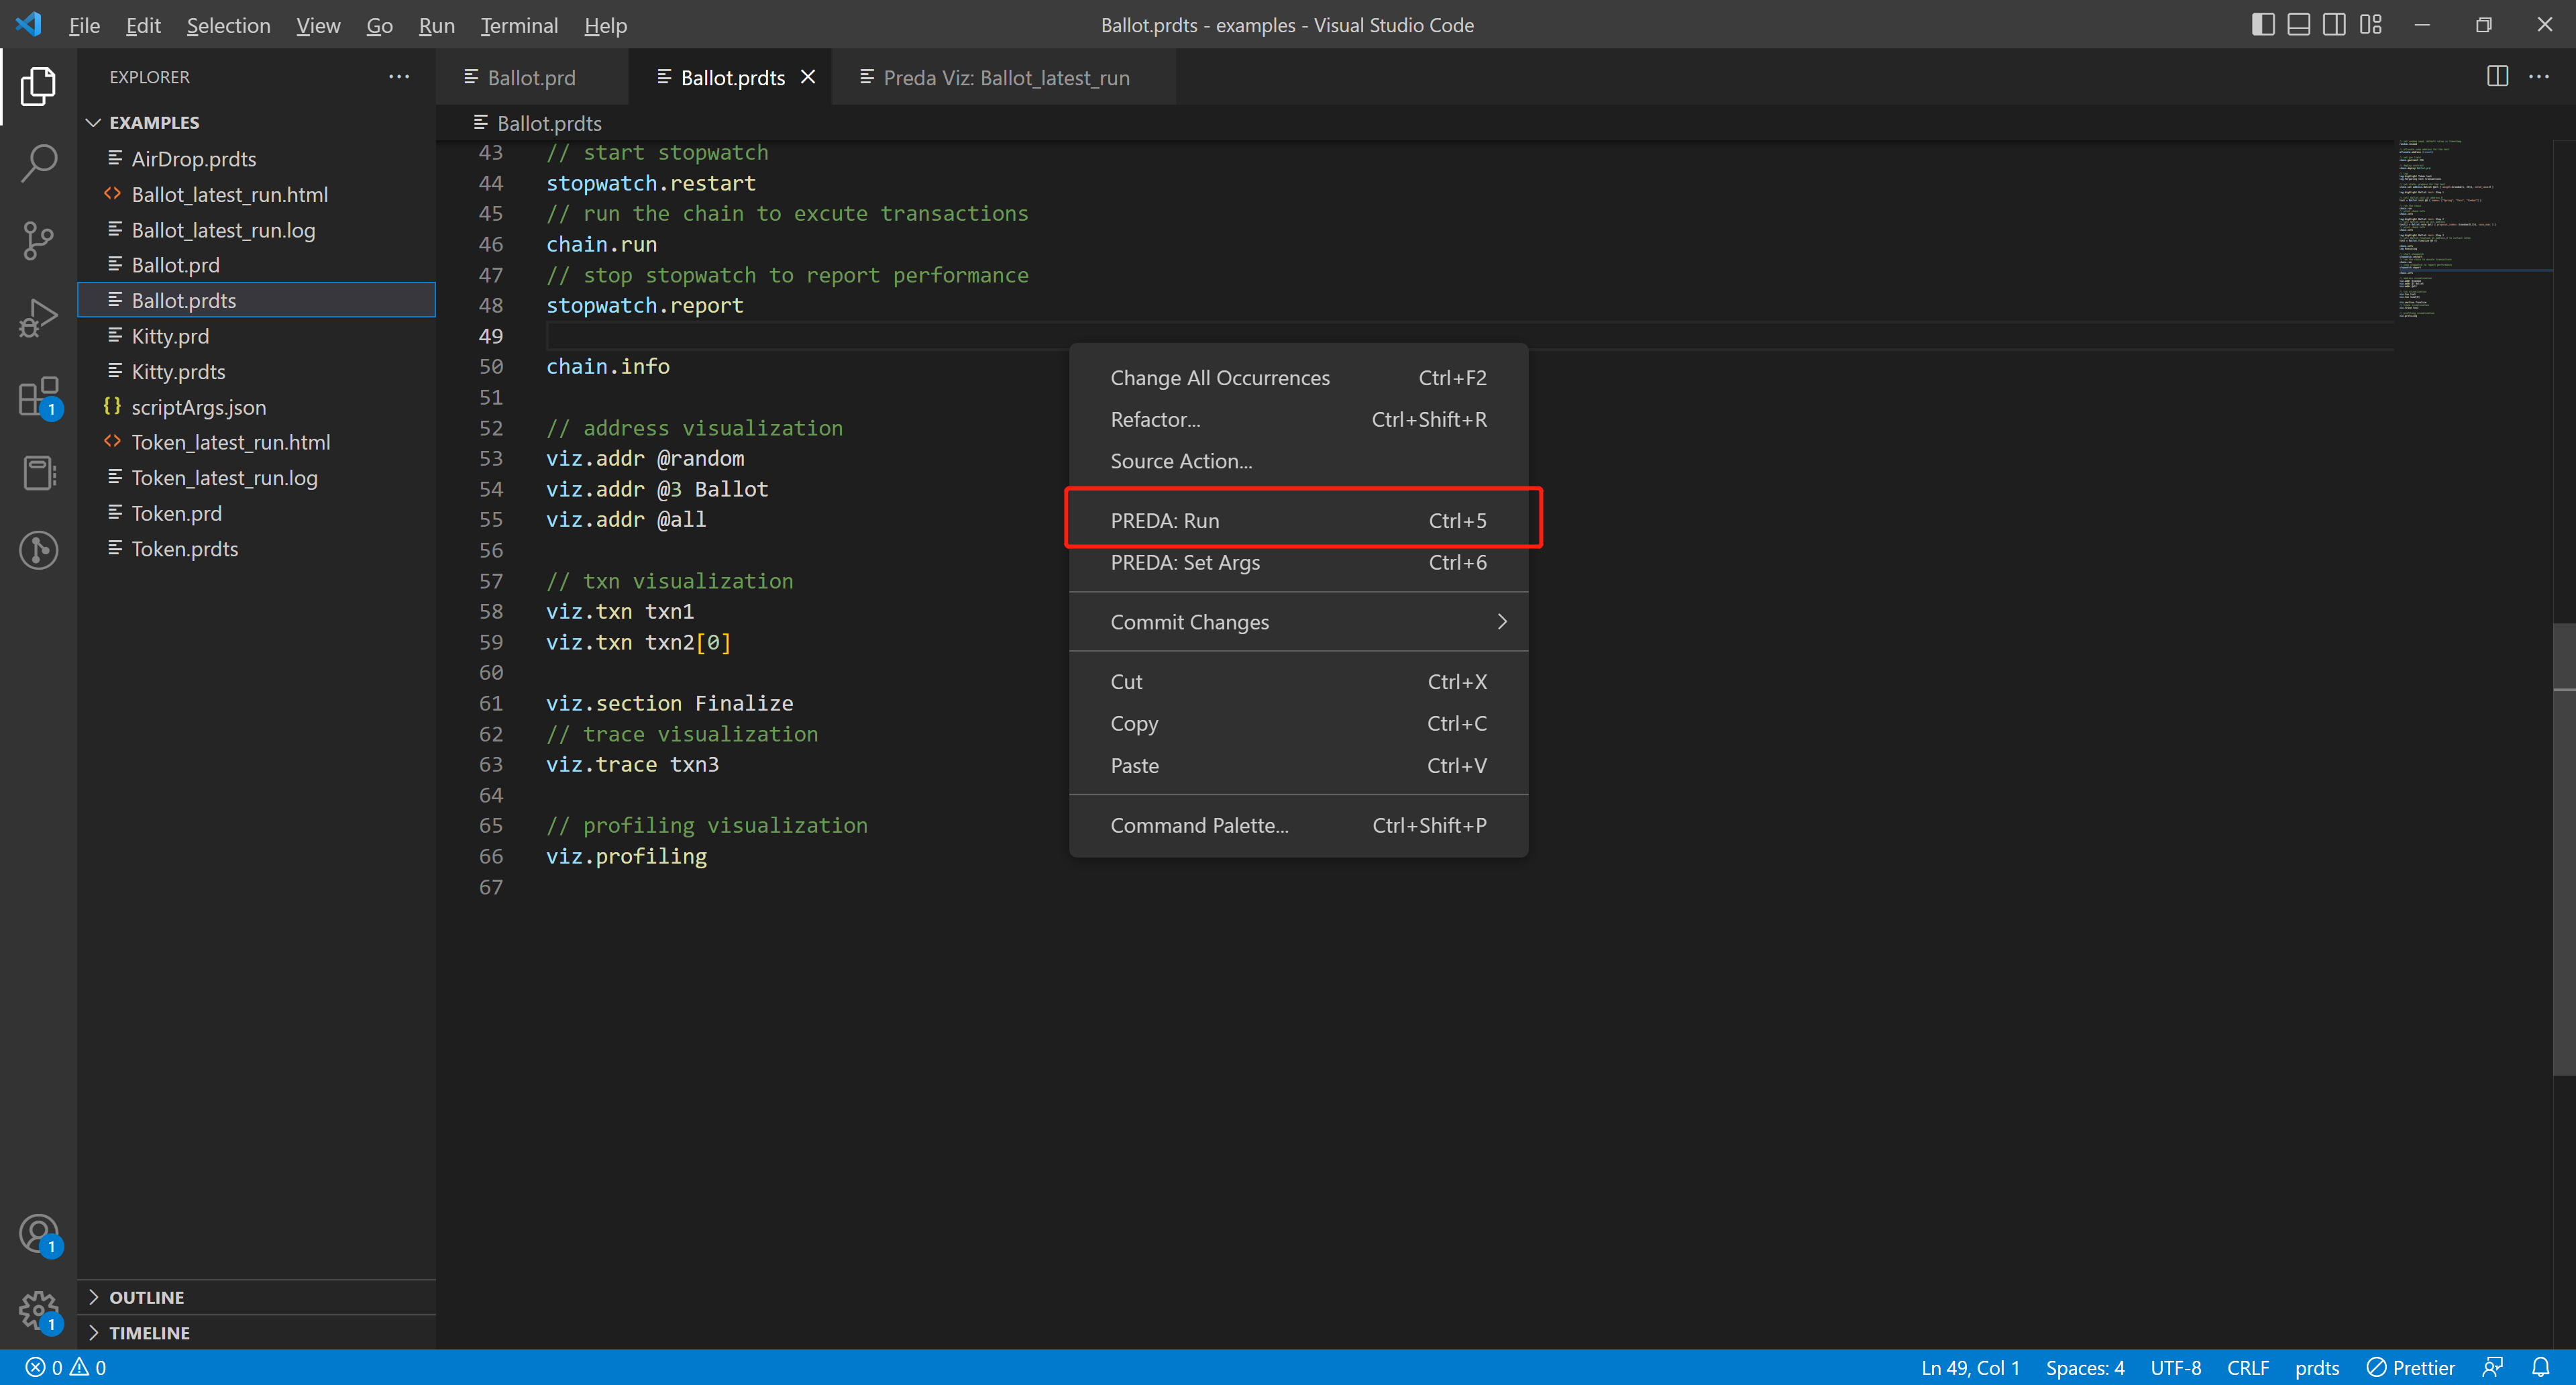 File Edit Selection View Go Run Terminal Help
Ballot.prdts - examples - Visual Studio Code
EXPLORER
Ballot.prd
Ballot.prdts
Preda Viz: Ballot_latest_run
EXAMPLES
AirDrop.prdts
Ballot_latest_run.html
Ballot_latest_run.log
Ballot.prd
Ballot.prdts
Kitty.prd
Kitty.prdts
{} scriptArgs.json
Token_latest_run.html
Token_latest_run.log
Token.prd
Token.prdts
OUTLINE
TIMELINE
1
1
1
Ballot.prdts
43 // start stopwatch
44 stopwatch.restart
45 // run the chain to excute transactions
46 chain.run
47 // stop stopwatch to report performance
48 stopwatch.report
49
50 chain.info
51
52 // address visualization
53 viz.addr @random
54 viz.addr @3 Ballot
55 viz.addr @all
56
57 // txn visualization
58 viz.txn txn1
59 viz.txn txn2[0]
60
61 viz.section Finalize
62 // trace visualization
63 viz.trace txn3
64
65 // profiling visualization
66 viz.profiling
67
Change All Occurrences Ctrl+F2
Refactor... Ctrl+Shift+R
Source Action...
PREDA: Run Ctrl+5
PREDA: Set Args Ctrl+6
Commit Changes
Cut Ctrl+X
Copy Ctrl+C
Paste Ctrl+V
Command Palette... Ctrl+Shift+P
0 0
Ln 49, Col 1 Spaces: 4 UTF-8 CRLF prdts Prettier